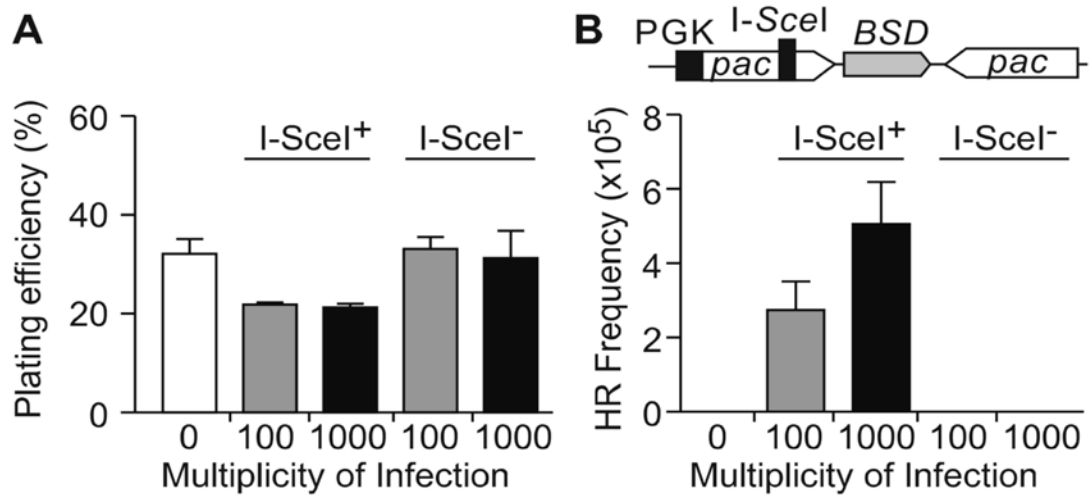 A
Plating efficiency (%)
60
40
20
0
I-SceI+ I-SceI-
0 100 1000 100 1000
Multiplicity of Infection
B
PGK I-SceI BSD
pac pac
HR Frequency (x10⁵)
8
6
4
2
0
I-SceI+ I-SceI-
0 100 1000 100 1000
Multiplicity of Infection